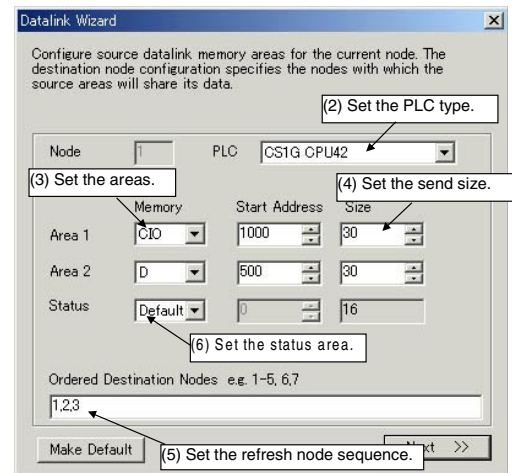 Datalink Wizard
Configure source datalink memory areas for the current node. The
destination node configuration specifies the nodes with which the
source areas will share its data.
(2) Set the PLC type.
Node 1 PLC CS1G CPU42
(3) Set the areas.
(4) Set the send size.
Memory Start Address Size
Area 1 CIO 1000 30
Area 2 D 500 30
Status Default 0 16
(6) Set the status area.
Ordered Destination Nodes e.g. 1-5, 6,7
1,2,3
Make Default
(5) Set the refresh node sequence.
>>